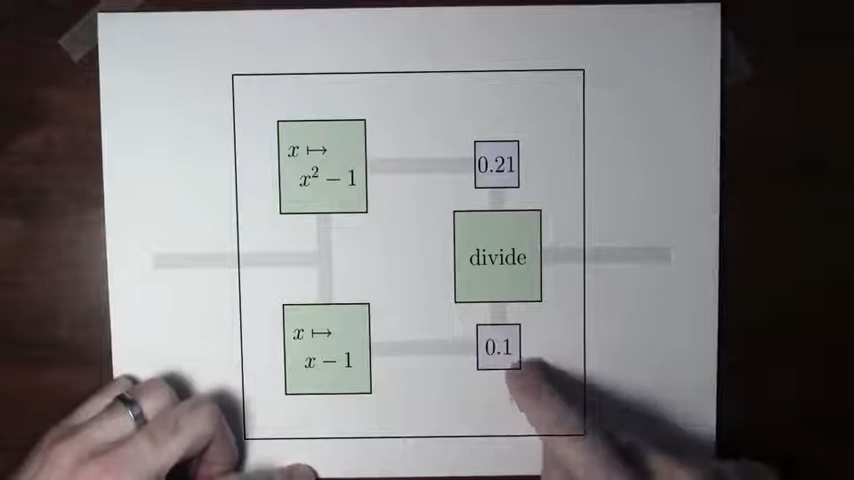 x ↦
x² − 1
0.21
divide
x ↦
x − 1
0.1